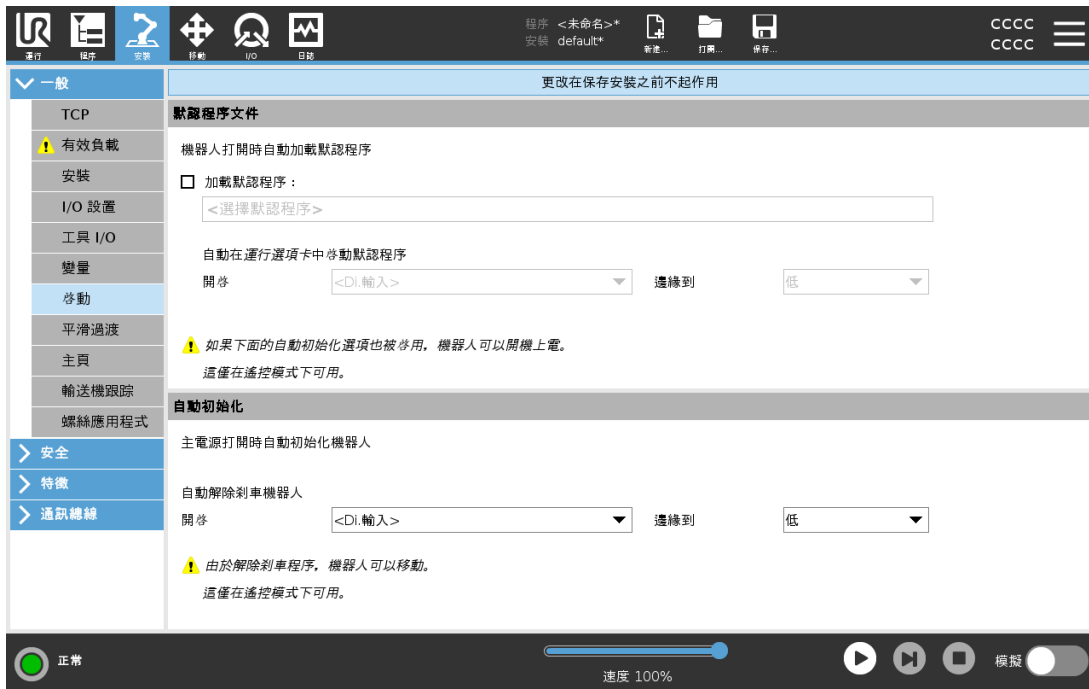 UR
程序 <未命名>*
安裝 default*
運行
程序
安裝
移動
I/O
日誌
新建...
打開...
保存...
CCCC
CCCC
一般
TCP
有效負載
安裝
I/O 設置
工具 I/O
變量
啓動
平滑過渡
主頁
輸送機跟踪
螺絲應用程式
安全
特徵
通訊總線
更改在保存安裝之前不起作用
默認程序文件
機器人打開時自動加載默認程序
加載默認程序：
<選擇默認程序>
自動在運行選項卡中啓動默認程序
開啓 <Di.輸入> 邊緣到 低
如果下面的自動初始化選項也被啓用，機器人可以開機上電。
這僅在遙控模式下可用。
自動初始化
主電源打開時自動初始化機器人
自動解除剎車機器人
開啓 <Di.輸入> 邊緣到 低
由於解除剎車程序，機器人可以移動。
這僅在遙控模式下可用。
正常
速度 100%
模擬